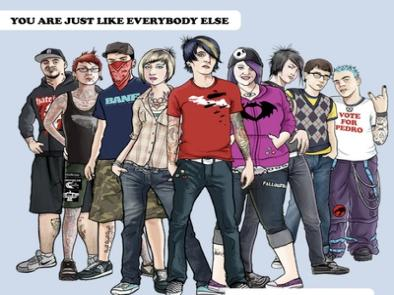 YOU ARE JUST LIKE EVERYBODY ELSE
BANE
VOTE
FOR
PEDRO